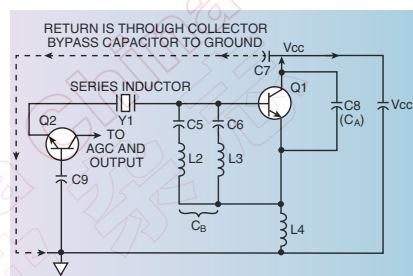 RETURN IS THROUGH COLLECTOR
BYPASS CAPACITOR TO GROUND
C7
Vcc
SERIES INDUCTOR
Q1
Y1
Q2
C8
(CA)
Vcc
TO
AGC AND
OUTPUT
C5
C6
L2
L3
C9
CB
L4